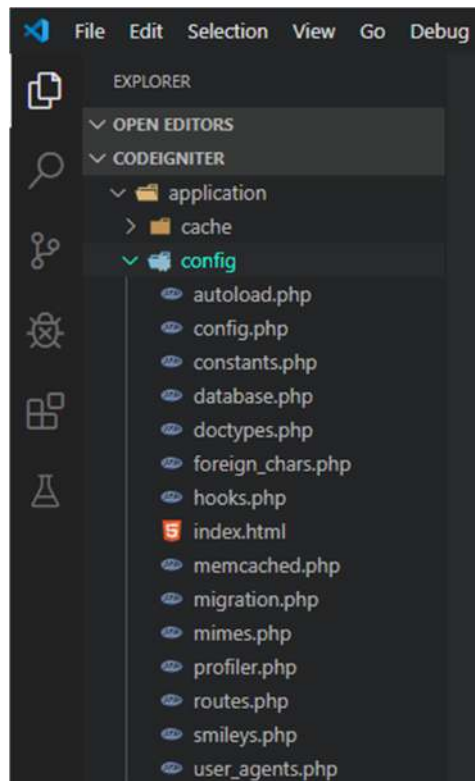 File Edit Selection View Go Debug
EXPLORER
OPEN EDITORS
CODEIGNITER
application
cache
config
autoload.php
config.php
constants.php
database.php
doctypes.php
foreign_chars.php
hooks.php
index.html
memcached.php
migration.php
mimes.php
profiler.php
routes.php
smileys.php
user_agents.php